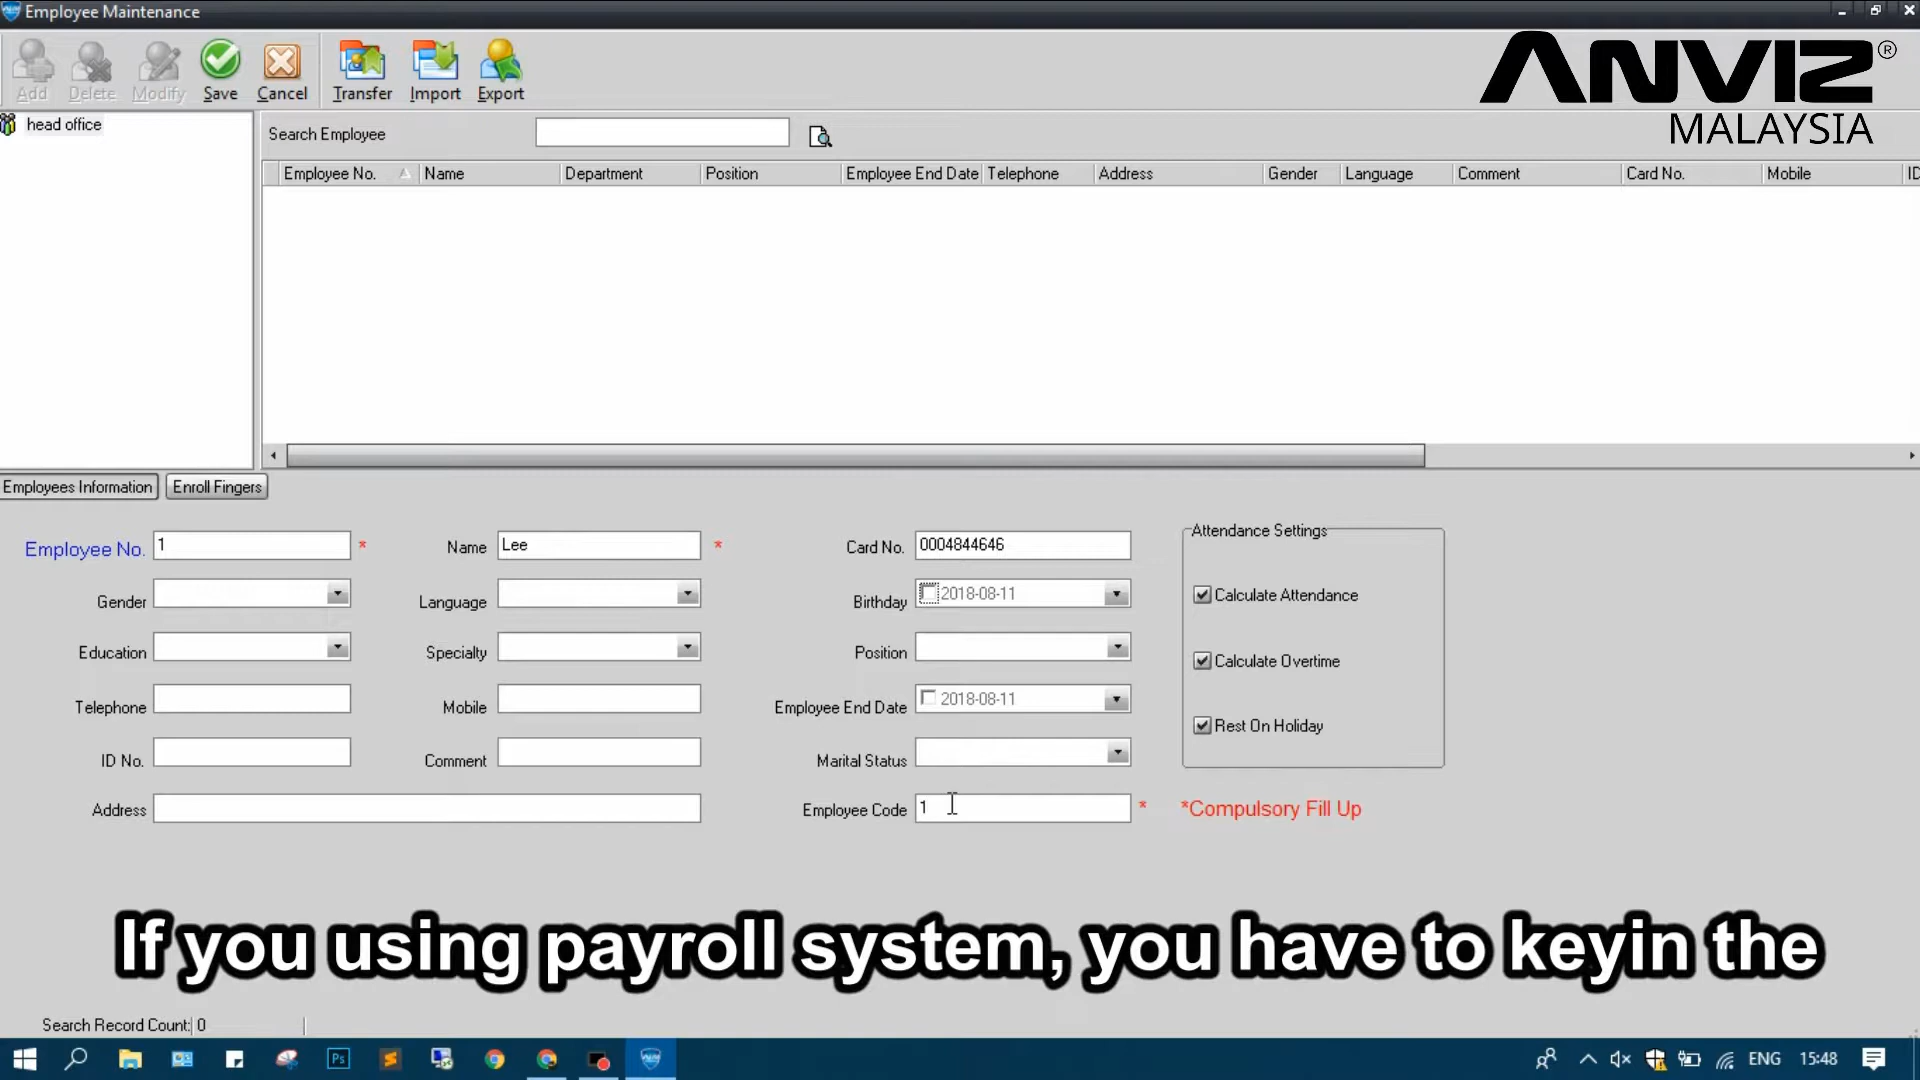 Employee Maintenance
Add Delete Modify Save Cancel Transfer Import Export
ANVIZ®
MALAYSIA
head office
Search Employee
Employee No. Name Department Position Employee End Date Telephone Address Gender Language Comment Card No. Mobile ID
Employees Information Enroll Fingers
Employee No. 1 * Name Lee * Card No. 0004844646
Attendance Settings
Gender Language Birthday 2018-08-11 Calculate Attendance
Education Specialty Position Calculate Overtime
Telephone Mobile Employee End Date 2018-08-11
Rest On Holiday
ID No. Comment Marital Status
Address Employee Code 1 * *Compulsory Fill Up
If you using payroll system, you have to keyin the
Search Record Count: 0
Ps ENG 15:48